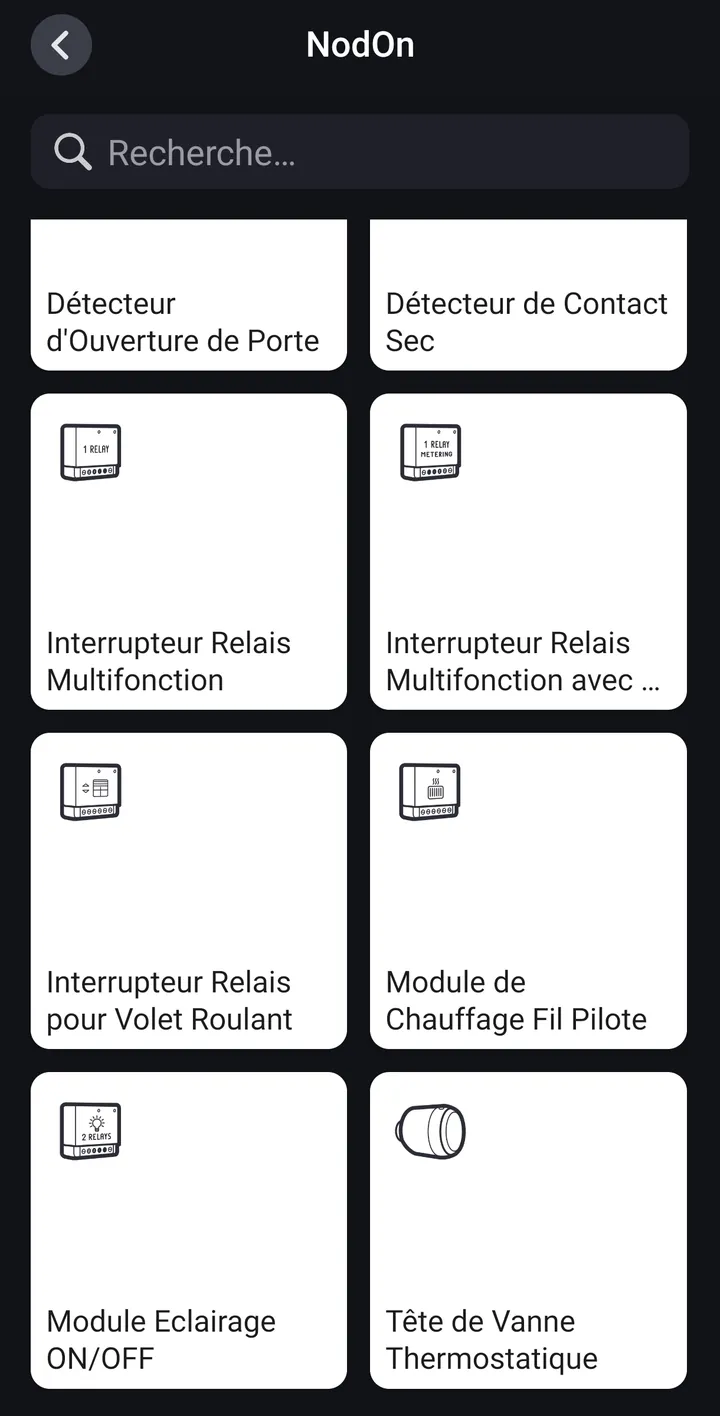 NodOn
Recherche…
Détecteur
d'Ouverture de Porte
Détecteur de Contact
Sec
1 RELAY
Interrupteur Relais
Multifonction
1 RELAY
METERING
Interrupteur Relais
Multifonction avec …
Interrupteur Relais
pour Volet Roulant
Module de
Chauffage Fil Pilote
2 RELAYS
Module Eclairage
ON/OFF
Tête de Vanne
Thermostatique